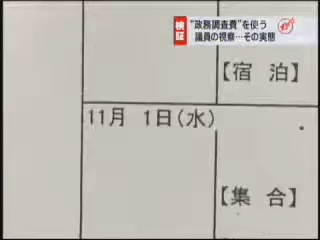 検証
"政務調査費"を使う
議員の視察…その実態
【宿 泊】
11月 1日(水)
【集 合】